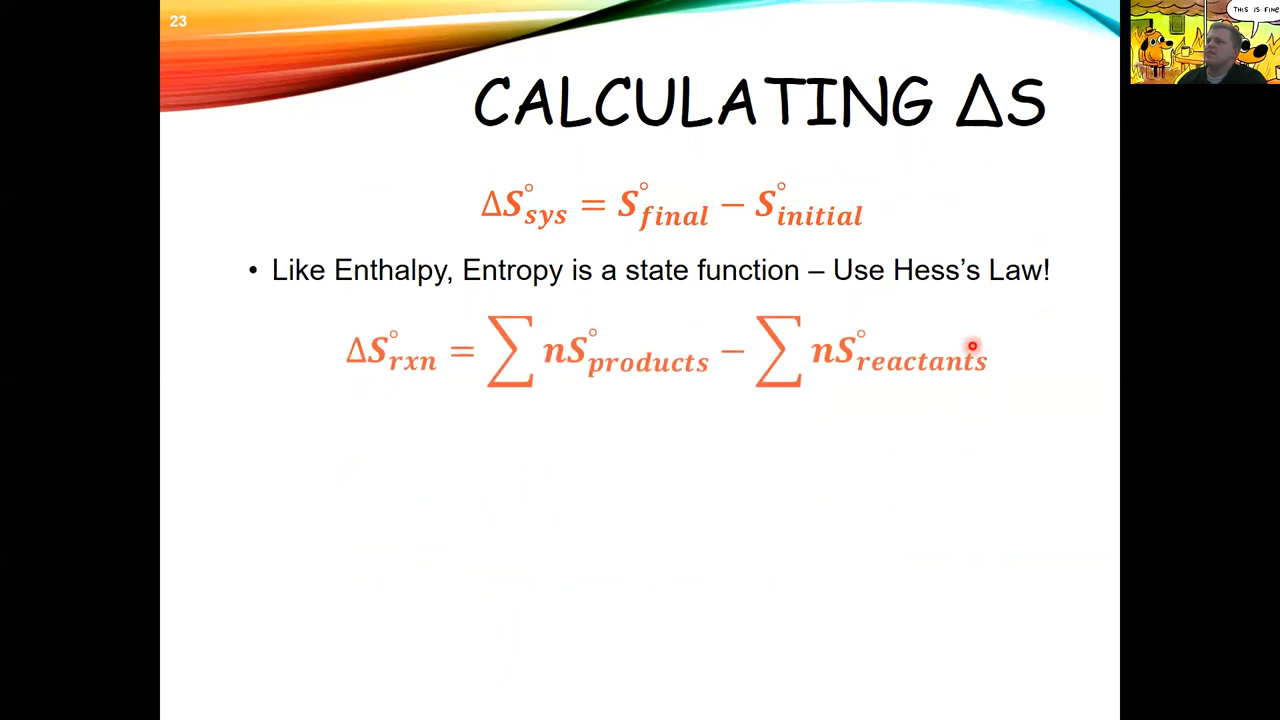 23
THIS IS FINE
CALCULATING ΔS
ΔS°sys = S°final − S°initial
• Like Enthalpy, Entropy is a state function – Use Hess’s Law!
ΔS°rxn = ∑ nS°products − ∑ nS°reactants